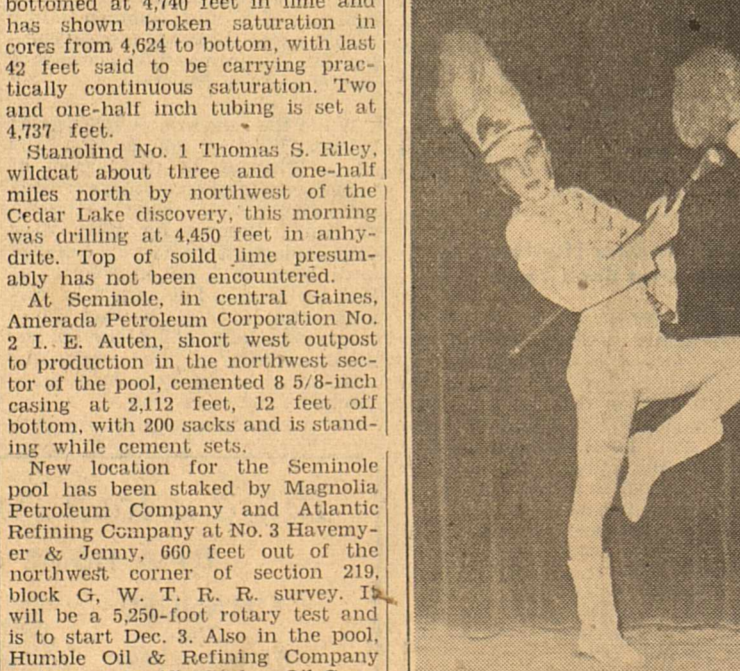 bottomed at 4,740 feet in lime and
has shown broken saturation in
cores from 4,624 to bottom, with last
42 feet said to be carrying prac-
tically continuous saturation. Two
and one-half inch tubing is set at
4,737 feet.
Stanolind No. 1 Thomas S. Riley,
wildcat about three and one-half
miles north by northwest of the
Cedar Lake discovery, this morning
was drilling at 4,450 feet in anhy-
drite. Top of soild lime presum-
ably has not been encountered.
At Seminole, in central Gaines,
Amerada Petroleum Corporation No.
2 I. E. Auten, short west outpost
to production in the northwest sec-
tor of the pool, cemented 8 5/8-inch
casing at 2,112 feet, 12 feet off
bottom, with 200 sacks and is stand-
ing while cement sets.
New location for the Seminole
pool has been staked by Magnolia
Petroleum Company and Atlantic
Refining Company at No. 3 Havemy-
er & Jenny, 660 feet out of the
northwest corner of section 219,
block G, W. T. R. R. survey. It
will be a 5,250-foot rotary test and
is to start Dec. 3. Also in the pool,
Humble Oil & Refining Company